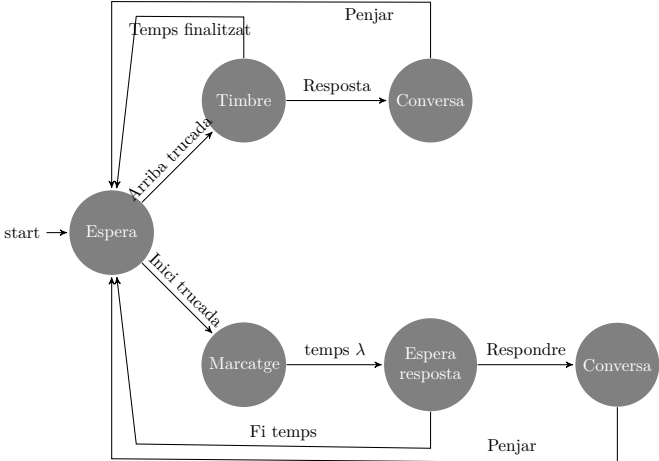 Penjar
Temps finalitzat
Timbre
Resposta
Conversa
Arriba trucada
start
Espera
Inici trucada
Marcatge
temps λ
Espera
resposta
Respondre
Conversa
Fi temps
Penjar